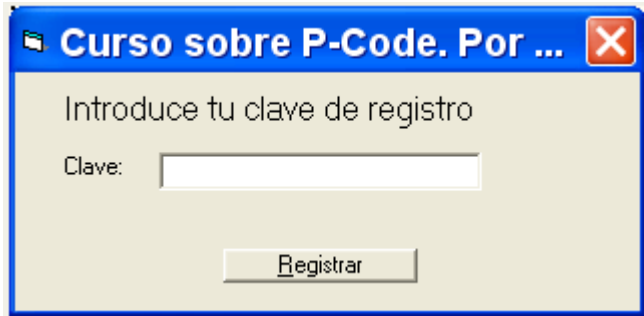 Curso sobre P-Code. Por ...
Introduce tu clave de registro
Clave:
Registrar